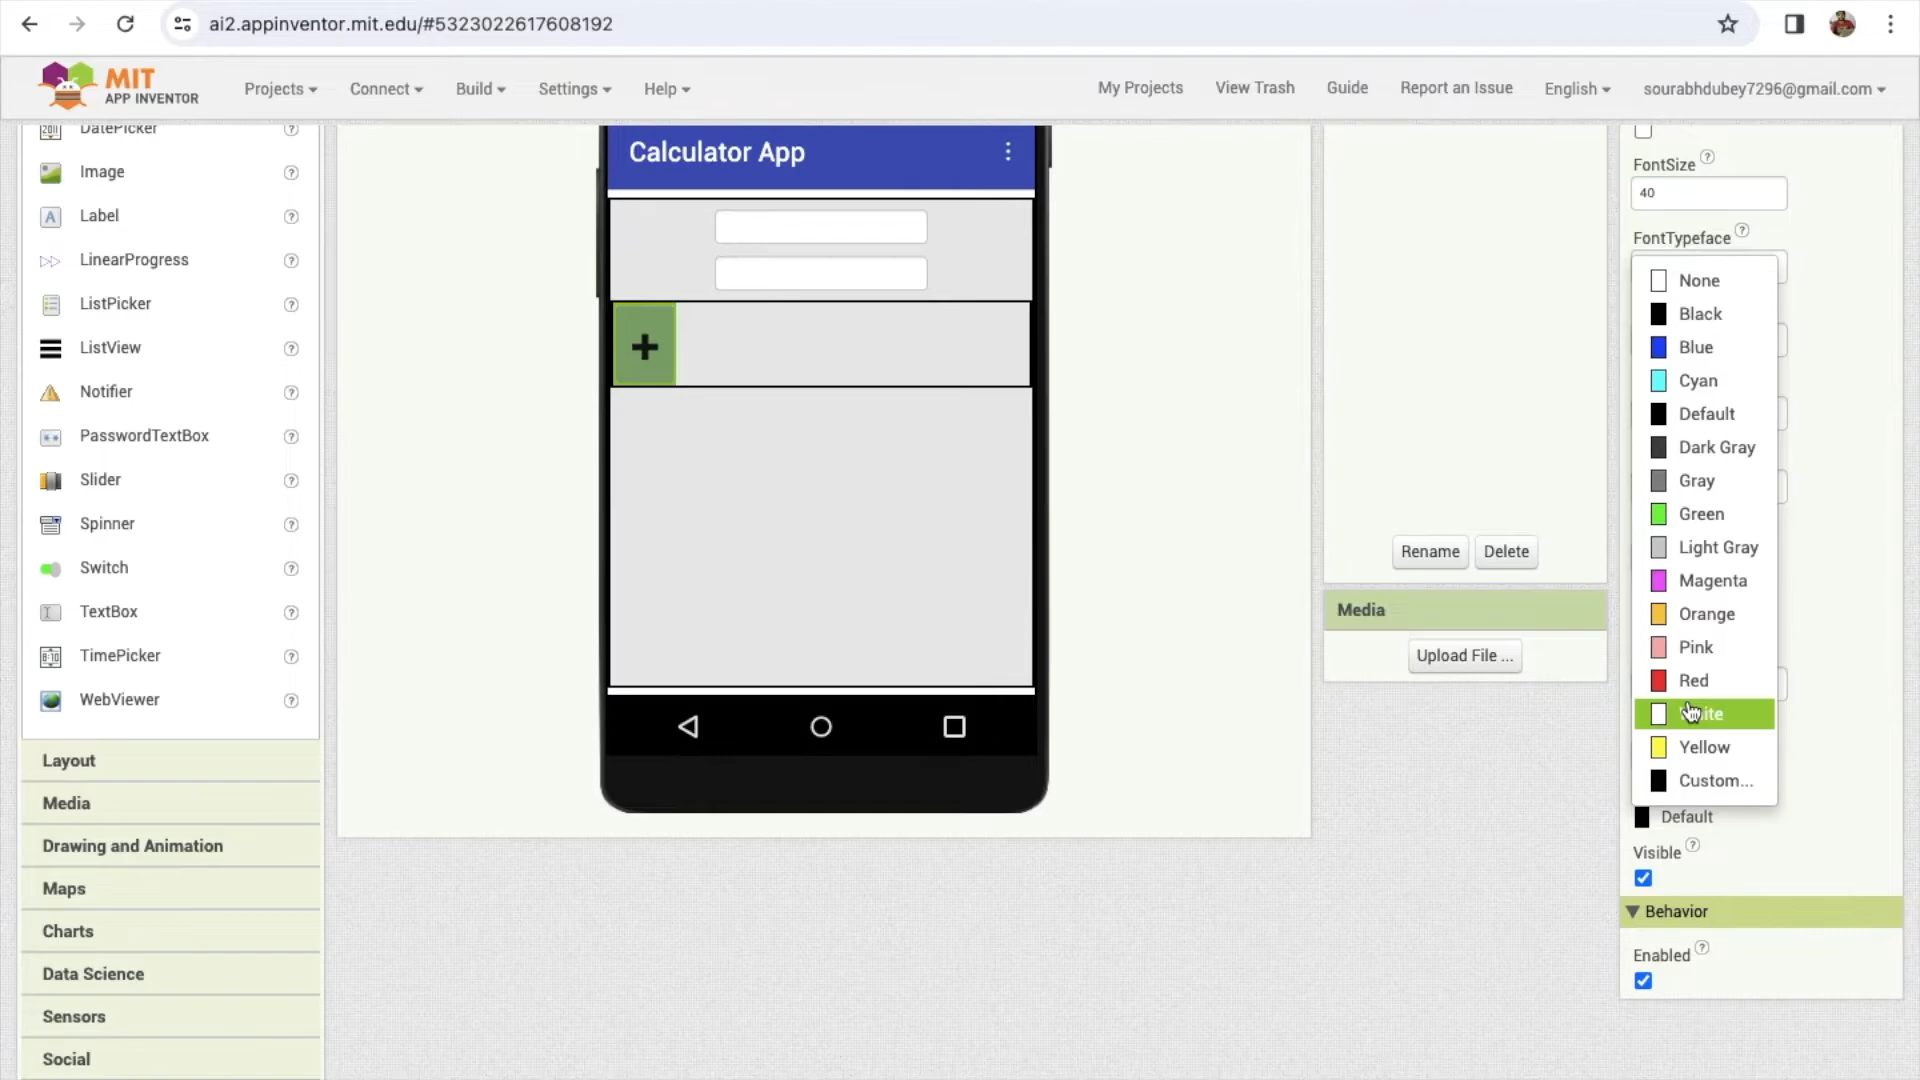 ai2.appinventor.mit.edu/#5323022617608192
MIT
APP INVENTOR
Projects
Connect
Build
Settings
Help
My Projects
View Trash
Guide
Report an Issue
English
sourabhdubey7296@gmail.com
DatePicker
Image
Label
LinearProgress
ListPicker
ListView
Notifier
PasswordTextBox
Slider
Spinner
Switch
TextBox
TimePicker
WebViewer
Layout
Media
Drawing and Animation
Maps
Charts
Data Science
Sensors
Social
Calculator App
+
Rename
Delete
Media
Upload File ...
FontSize
40
FontTypeface
None
Black
Blue
Cyan
Default
Dark Gray
Gray
Green
Light Gray
Magenta
Orange
Pink
Red
White
Yellow
Custom...
Default
Visible
Behavior
Enabled